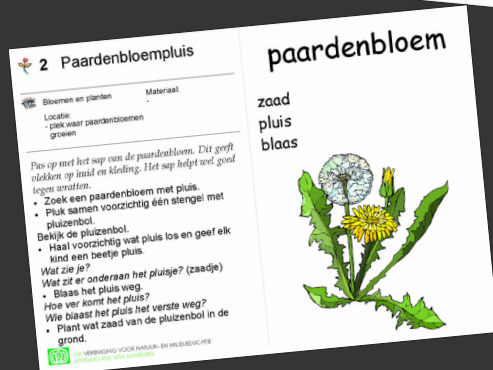 2 Paardenbloempluis
Bloemen en planten
Materiaal:
-
Locatie:
- plek waar paardenbloemen
groeien
Pas op met het sap van de paardenbloem. Dit geeft
vlekken op huid en kleding. Het sap helpt wel goed
tegen wratten.
• Zoek een paardenbloem met pluis.
• Pluk samen voorzichtig één stengel met
pluizenbol.
Bekijk de pluizenbol.
• Haal voorzichtig wat pluis los en geef elk
kind een beetje pluis.
Wat zie je?
Wat zit er onderaan het pluisje? (zaadje)
• Blaas het pluis weg.
Hoe ver komt het pluis?
Wie blaast het pluis het verste weg?
• Plant wat zaad van de pluizenbol in de
grond.
VERENIGING VOOR NATUUR- EN MILIEUEDUCATIE
paardenbloem
zaad
pluis
blaas